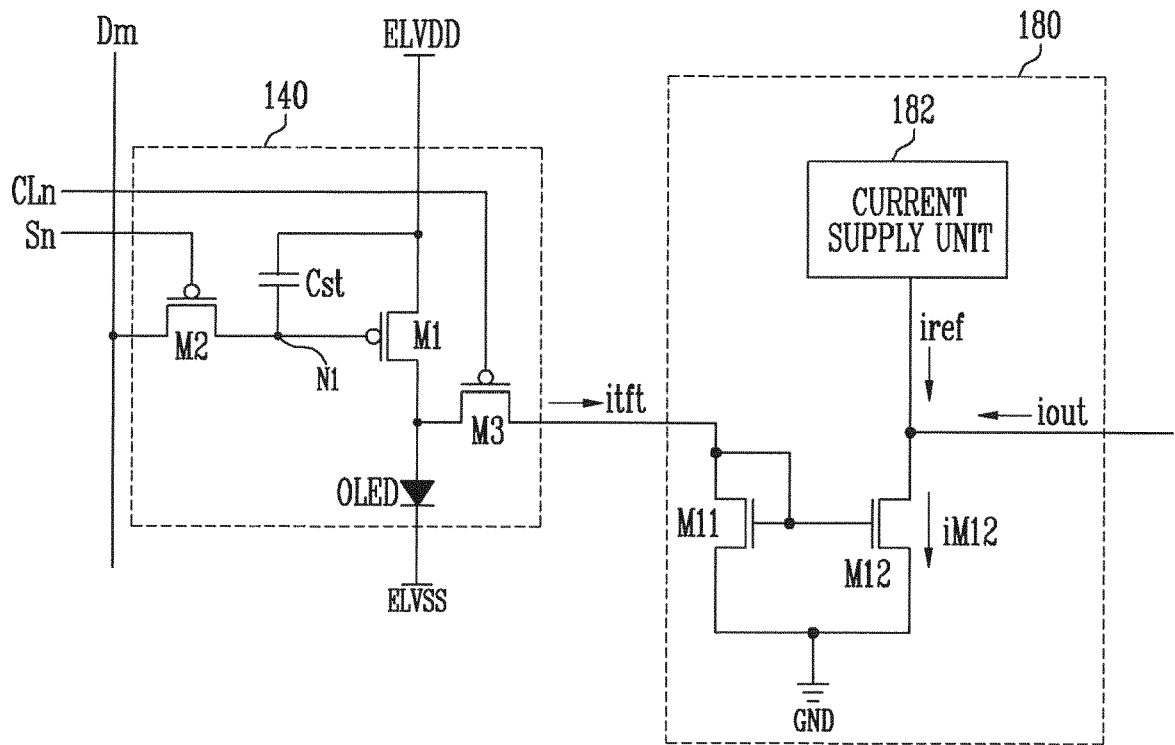 Dm
ELVDD
180
140
182
CLn
CURRENT
SUPPLY UNIT
Sn
Cst
M2
M1
iref
N1
itft
iout
M3
OLED
M11
iM12
M12
ELVSS
GND